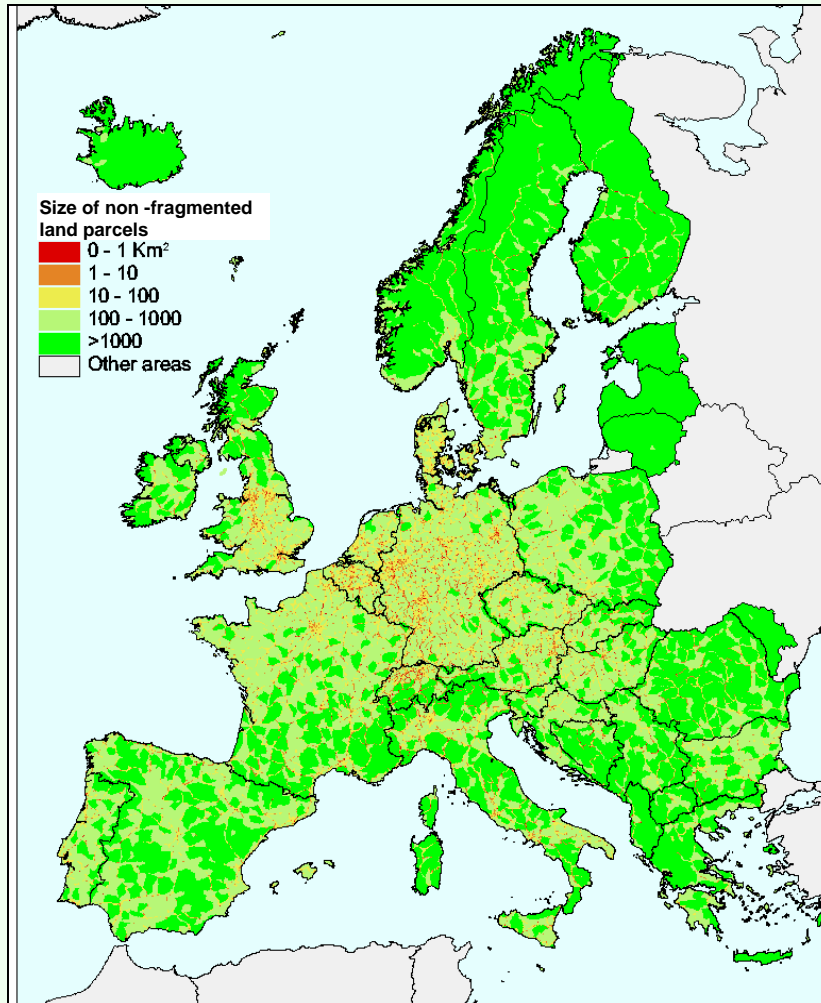 Size of non -fragmented
land parcels
0 - 1 Km²
1 - 10
10 - 100
100 - 1000
>1000
Other areas